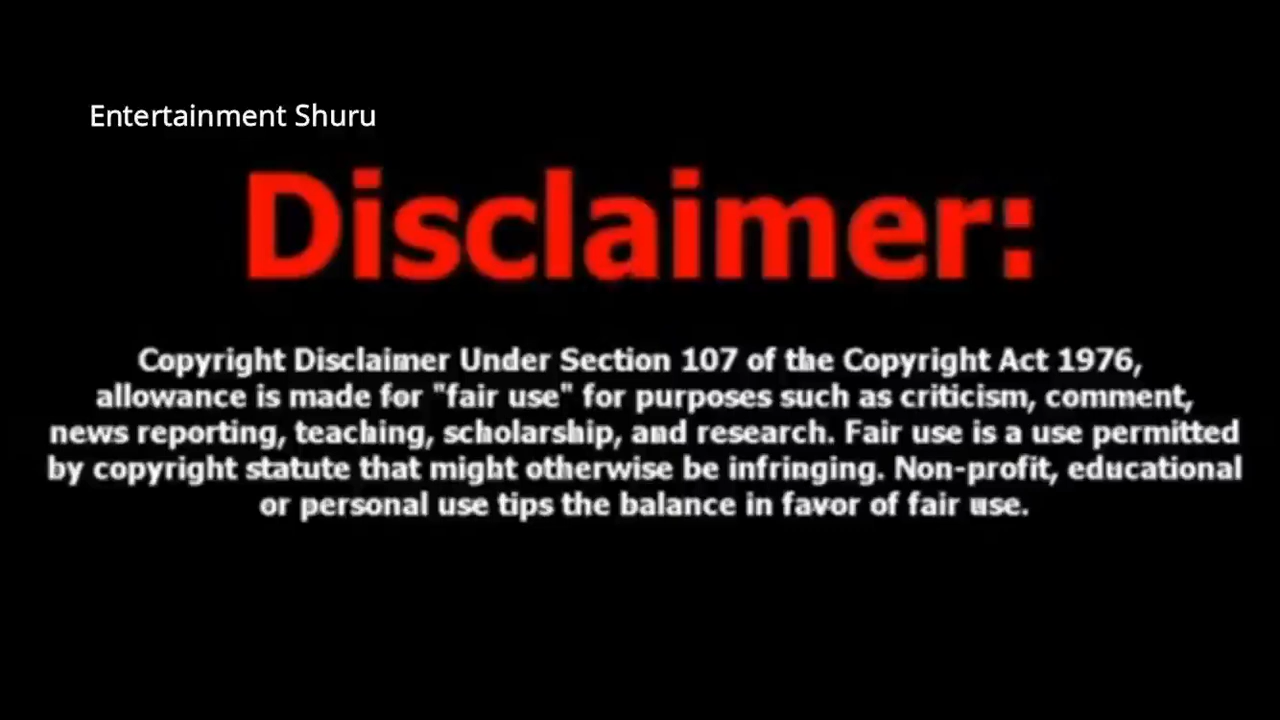 Entertainment Shuru
Disclaimer:
Copyright Disclaimer Under Section 107 of the Copyright Act 1976,
allowance is made for "fair use" for purposes such as criticism, comment,
news reporting, teaching, scholarship, and research. Fair use is a use permitted
by copyright statute that might otherwise be infringing. Non-profit, educational
or personal use tips the balance in favor of fair use.